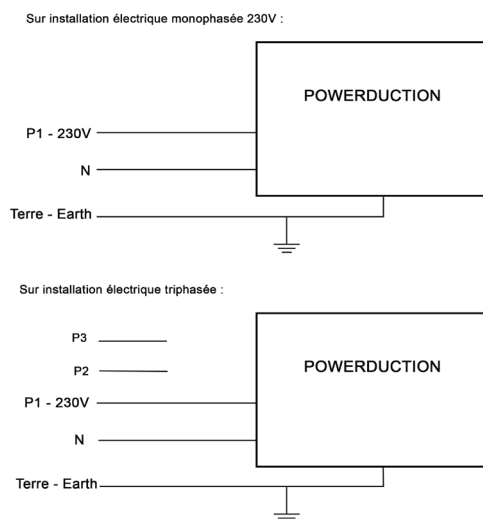 Sur installation électrique monophasée 230V :
POWERDUCTION
P1 - 230V
N
Terre - Earth
Sur installation électrique triphasée :
P3
P2
POWERDUCTION
P1 - 230V
N
Terre - Earth